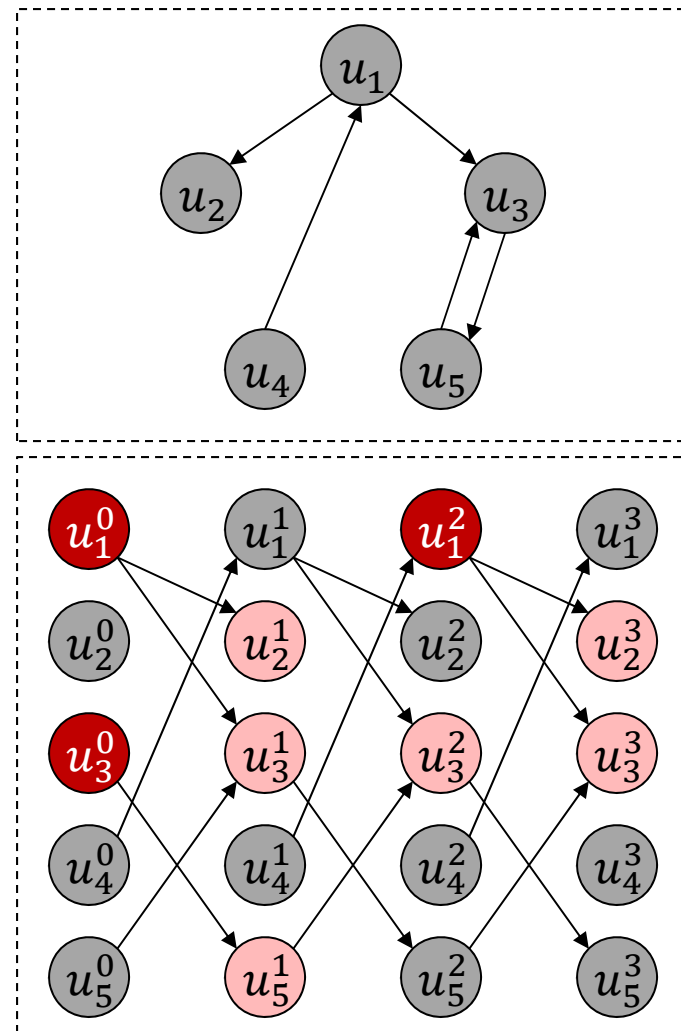 u₁
u₂ u₃
u₄ u₅
u₁⁰ u₁¹ u₁² u₁³
u₂⁰ u₂¹ u₂² u₂³
u₃⁰ u₃¹ u₃² u₃³
u₄⁰ u₄¹ u₄² u₄³
u₅⁰ u₅¹ u₅² u₅³